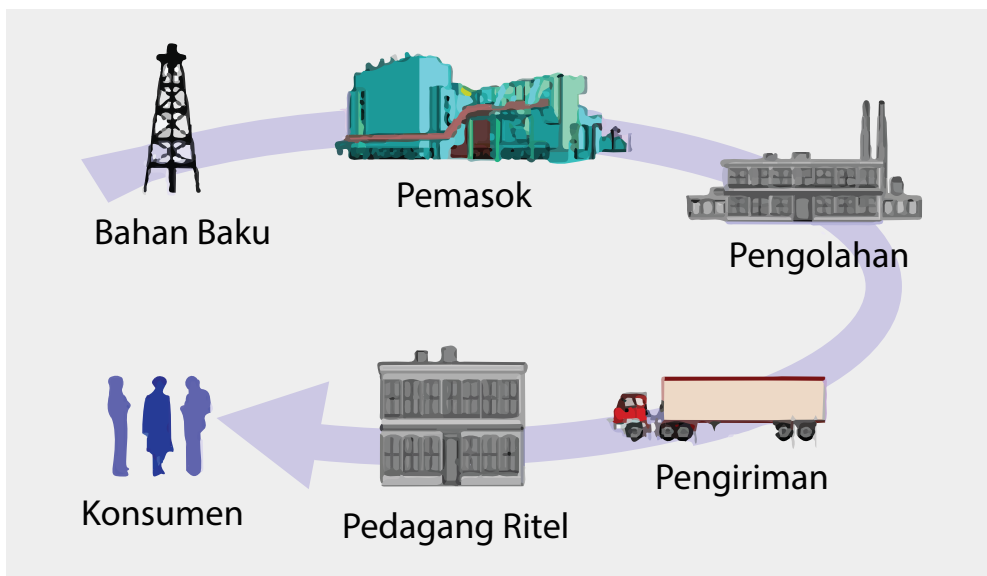 Bahan Baku
Pemasok
Pengolahan
Pengiriman
Pedagang Ritel
Konsumen